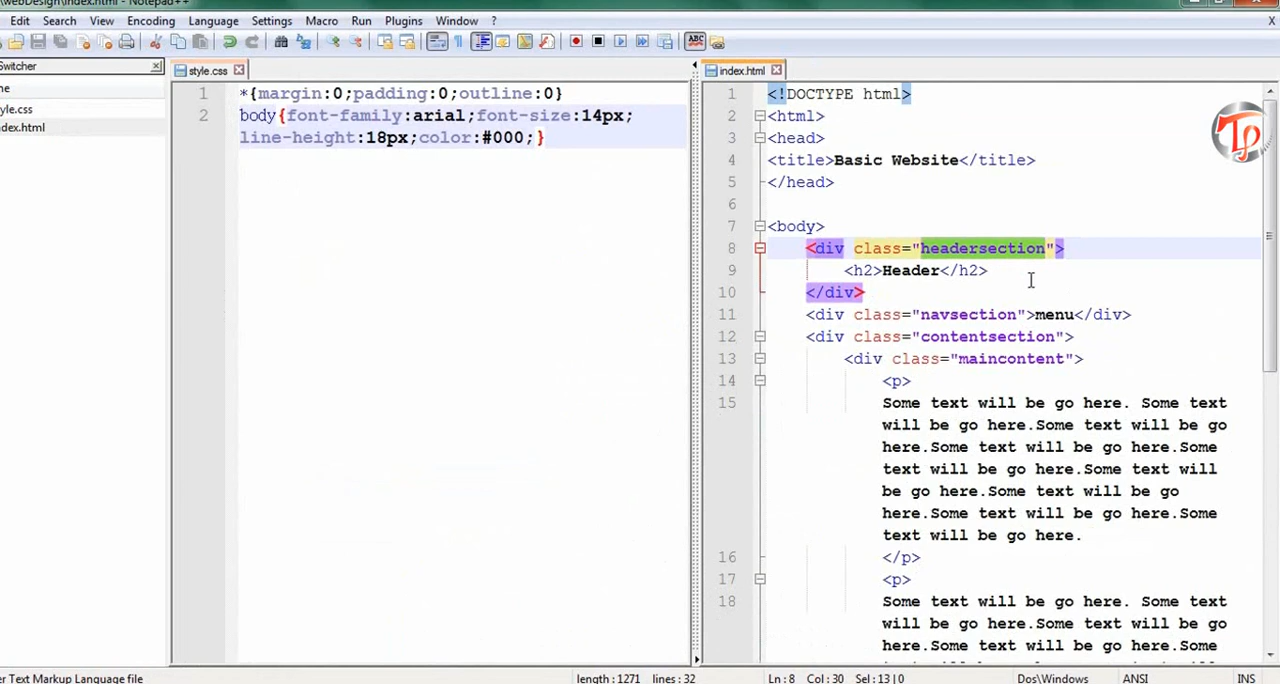 \webDesign\index.html - Notepad++
Edit Search View Encoding Language Settings Macro Run Plugins Window ? X
ABC
Switcher
style.css
index.html
me
yle.css
ndex.html
1 *{margin:0;padding:0;outline:0}
2 body{font-family:arial;font-size:14px;
line-height:18px;color:#000;}
1 <!DOCTYPE html>
2 <html>
3 <head>
4 <title>Basic Website</title>
5 </head>
6
7 <body>
8 <div class="headersection">
9 <h2>Header</h2>
10 </div>
11 <div class="navsection">menu</div>
12 <div class="contentsection">
13 <div class="maincontent">
14 <p>
15 Some text will be go here. Some text
will be go here.Some text will be go
here.Some text will be go here.Some
text will be go here.Some text will
be go here.Some text will be go
here.Some text will be go here.Some
text will be go here.
16 </p>
17 <p>
18 Some text will be go here. Some text
will be go here.Some text will be go
here.Some text will be go here.Some
Tp
er Text Markup Language file
length : 1271 lines : 32
Ln : 8 Col : 30 Sel : 13 | 0
Dos\Windows
ANSI
INS